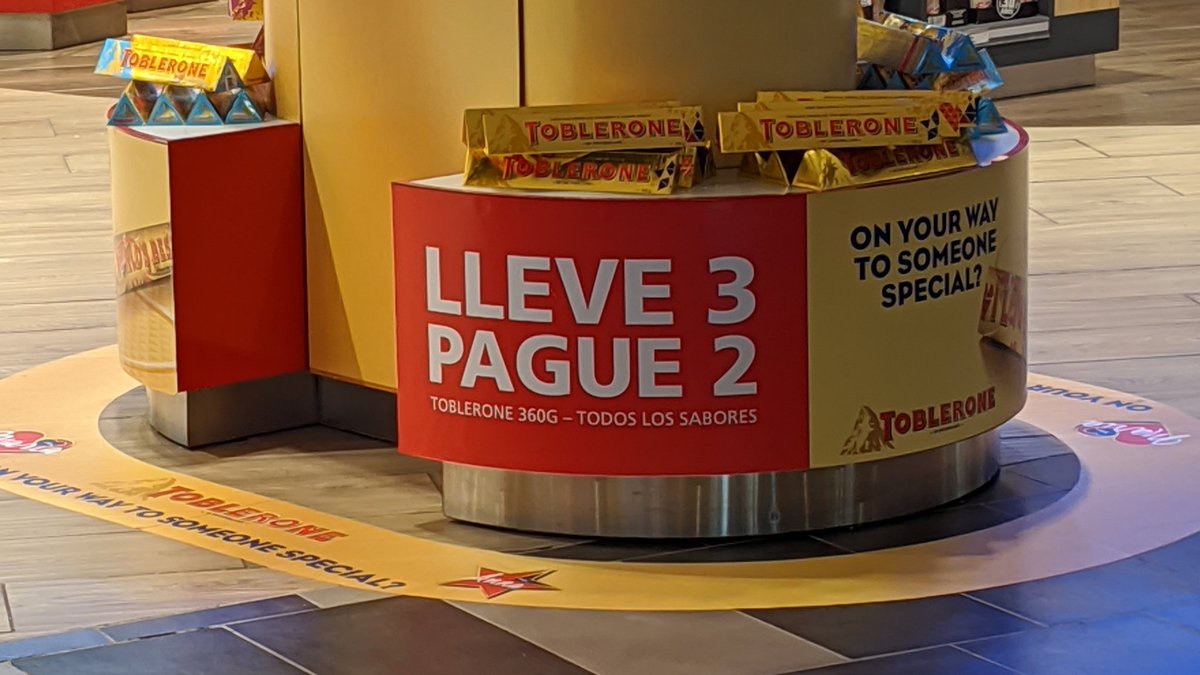 TOBLERONE
TOBLERONE
TOBLERONE
TOBLERONE
TOBLERONE
LLEVE 3
PAGUE 2
TOBLERONE 360G – TODOS LOS SABORES
ON YOUR WAY
TO SOMEONE
SPECIAL?
TOBLERONE
TOBLERONE
ON YOUR WAY TO SOMEONE SPECIAL?
ON YOUR